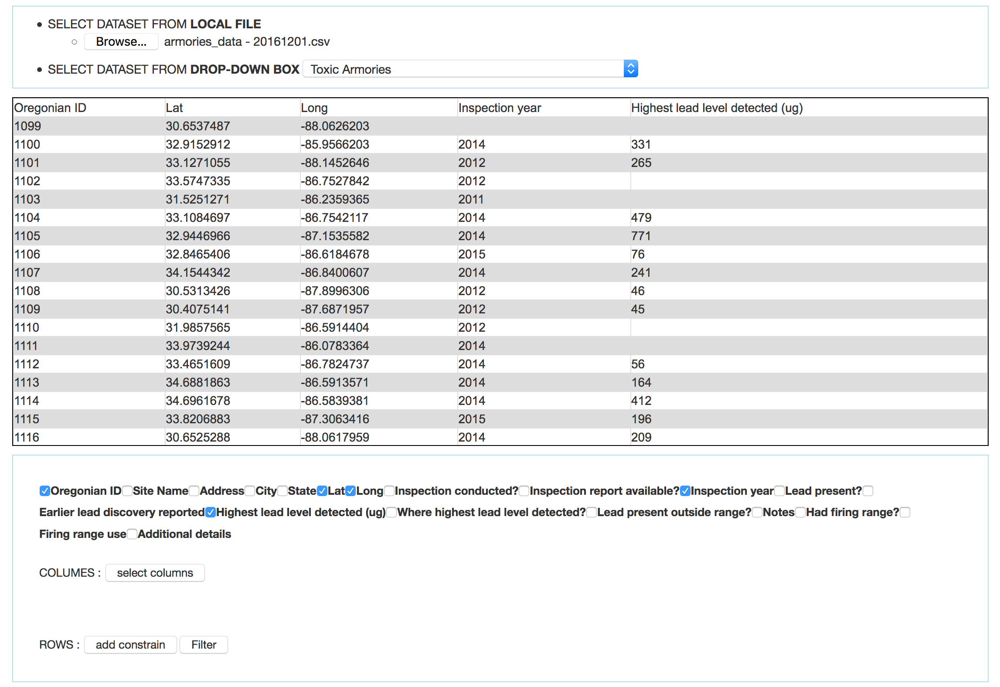 SELECT DATASET FROM LOCAL FILE
Browse... armories_data - 20161201.csv
SELECT DATASET FROM DROP-DOWN BOX Toxic Armories
Oregonian ID Lat Long Inspection year Highest lead level detected (ug)
1099 30.6537487 -88.0626203
1100 32.9152912 -85.9566203 2014 331
1101 33.1271055 -88.1452646 2012 265
1102 33.5747335 -86.7527842 2012
1103 31.5251271 -86.2359365 2011
1104 33.1084697 -86.7542117 2014 479
1105 32.9446966 -87.1535582 2014 771
1106 32.8465406 -86.6184678 2015 76
1107 34.1544342 -86.8400607 2014 241
1108 30.5313426 -87.8996306 2012 46
1109 30.4075141 -87.6871957 2012 45
1110 31.9857565 -86.5914404 2012
1111 33.9739244 -86.0783364 2014
1112 33.4651609 -86.7824737 2014 56
1113 34.6881863 -86.5913571 2014 164
1114 34.6961678 -86.5839381 2014 412
1115 33.8206883 -87.3063416 2015 196
1116 30.6525288 -88.0617959 2014 209
Oregonian ID Site Name Address City State Lat Long Inspection conducted? Inspection report available? Inspection year Lead present?
Earlier lead discovery reported Highest lead level detected (ug) Where highest lead level detected? Lead present outside range? Notes Had firing range?
Firing range use Additional details
COLUMES : select columns
ROWS : add constrain Filter